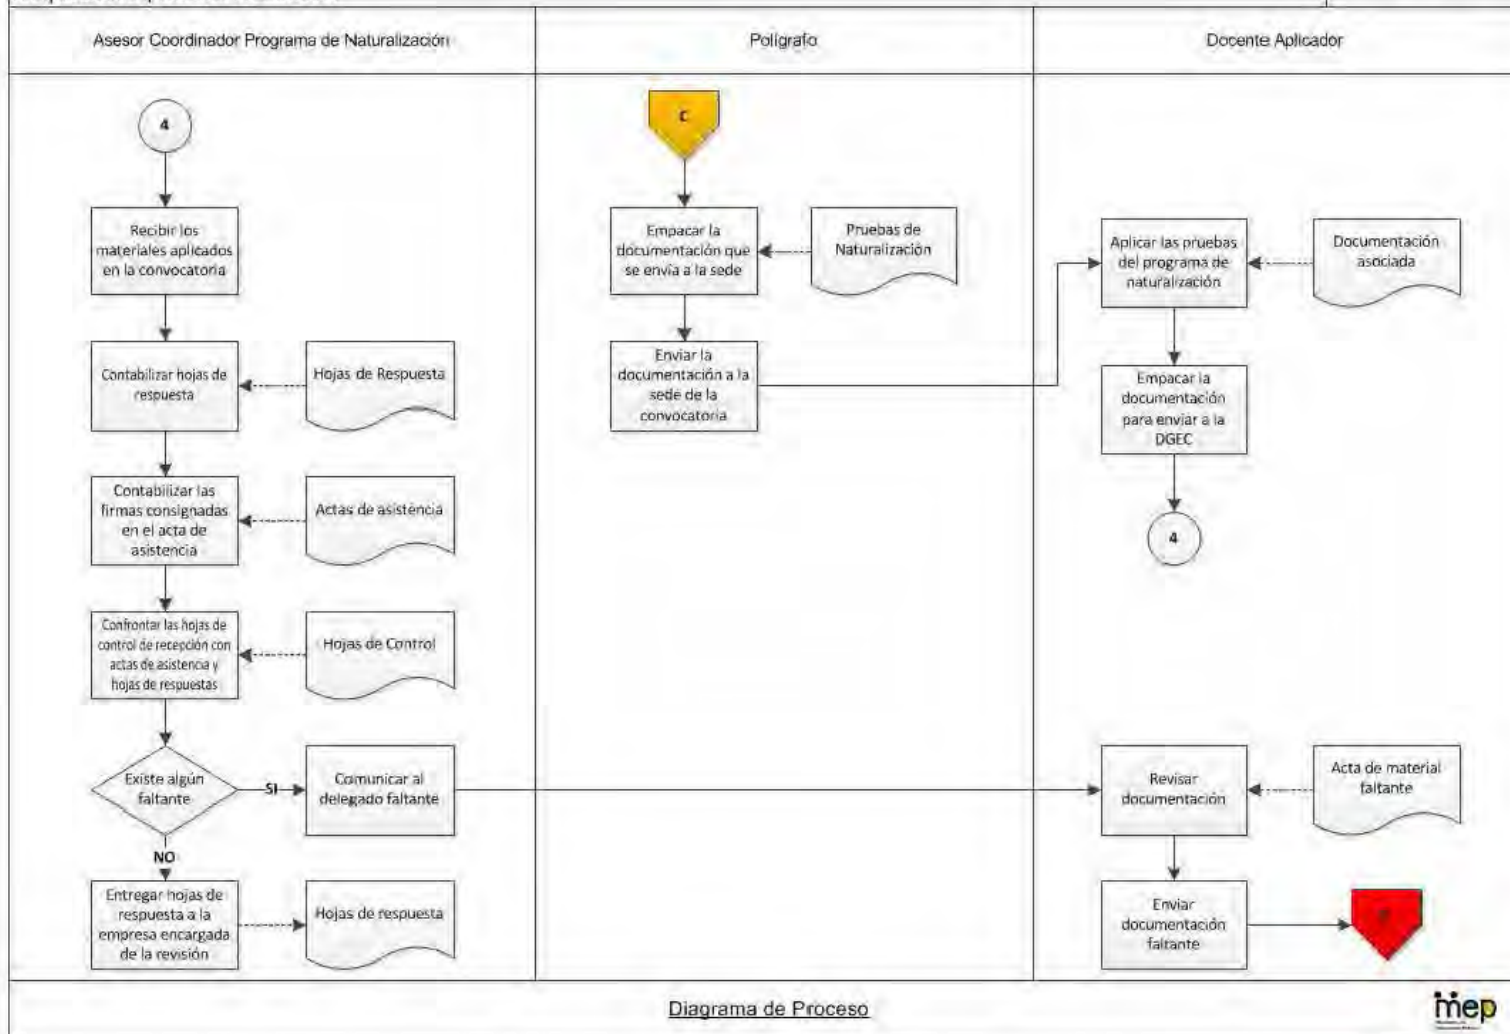 Asesor Coordinador Programa de Naturalización
Polígrafo
Docente Aplicador
4
Recibir los
materiales aplicados
en la convocatoria
Contabilizar hojas de
respuesta
Hojas de Respuesta
Contabilizar las
firmas consignadas
en el acta de
asistencia
Actas de asistencia
Confrontar las hojas de
control de recepción con
actas de asistencia y
hojas de respuestas
Hojas de Control
Existe algún
faltante
SI
Comunicar al
delegado faltante
NO
Entregar hojas de
respuesta a la
empresa encargada
de la revisión
Hojas de respuesta
C
Empacar la
documentación que
se envía a la sede
Pruebas de
Naturalización
Enviar la
documentación a la
sede de la
convocatoria
Aplicar las pruebas
del programa de
naturalización
Documentación
asociada
Empacar la
documentación
para enviar a la
DGEC
4
Revisar
documentación
Acta de material
faltante
Enviar
documentación
faltante
Diagrama de Proceso
mep